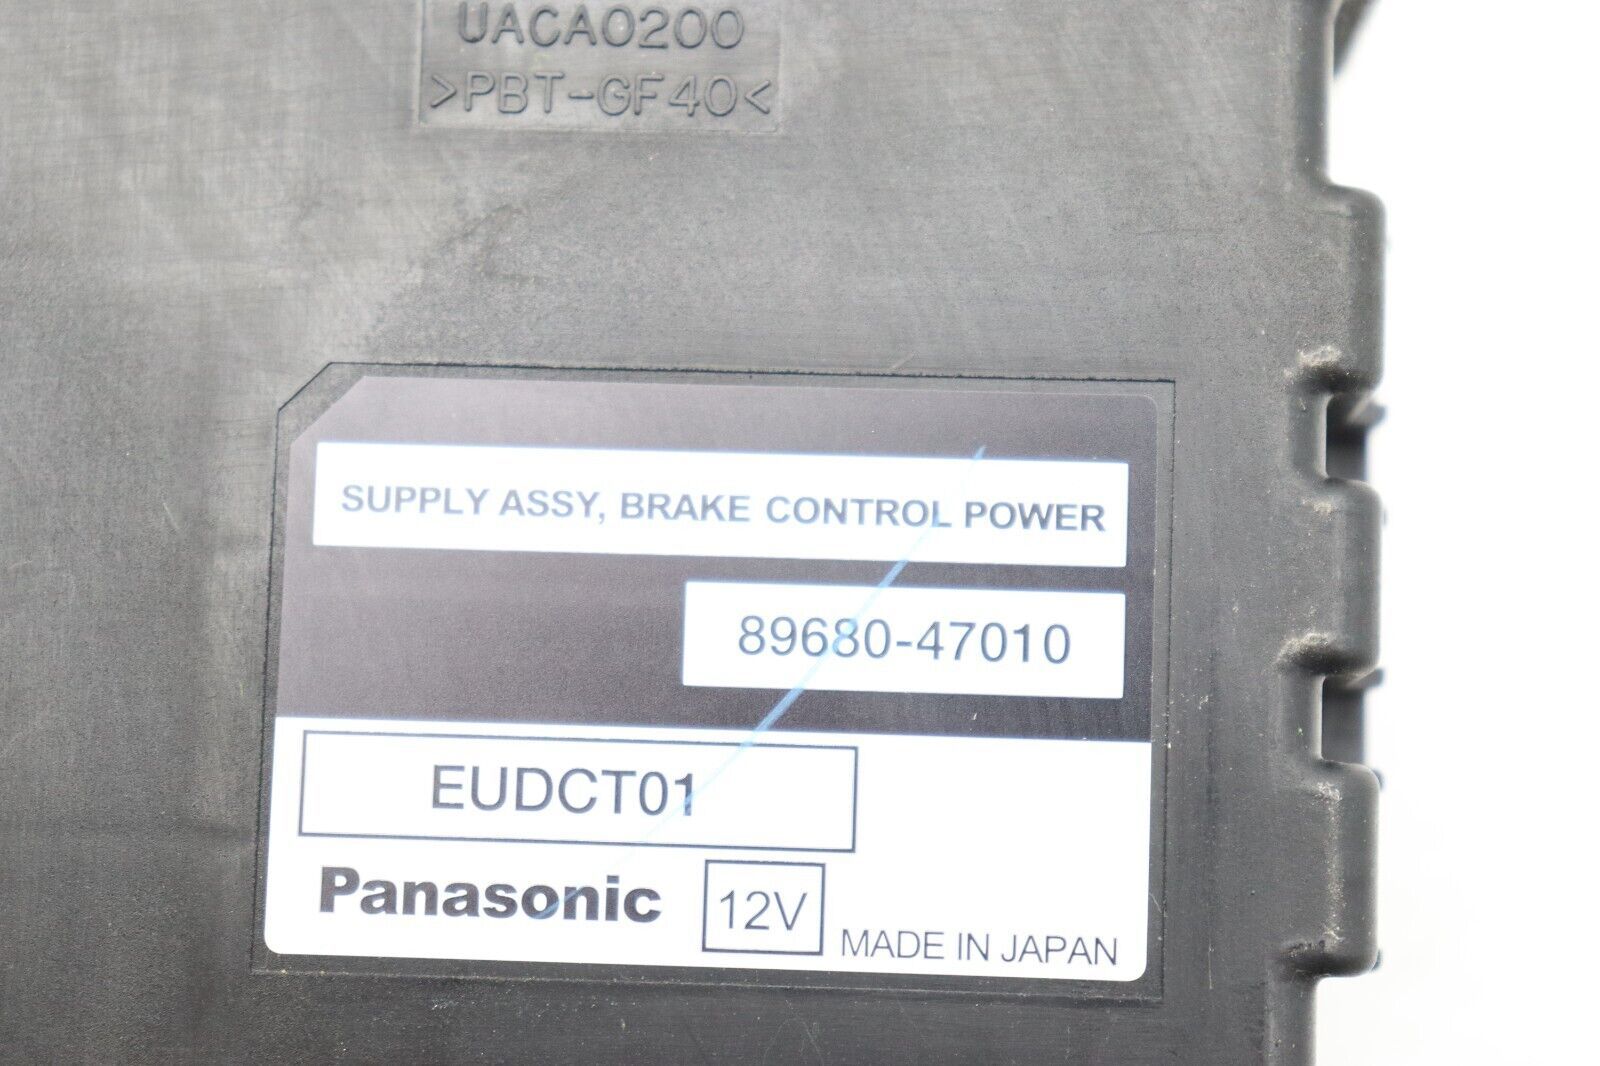 UACA0200
>PBT-GF40<
SUPPLY ASSY, BRAKE CONTROL POWER
89680-47010
EUDCT01
Panasonic
12V
MADE IN JAPAN